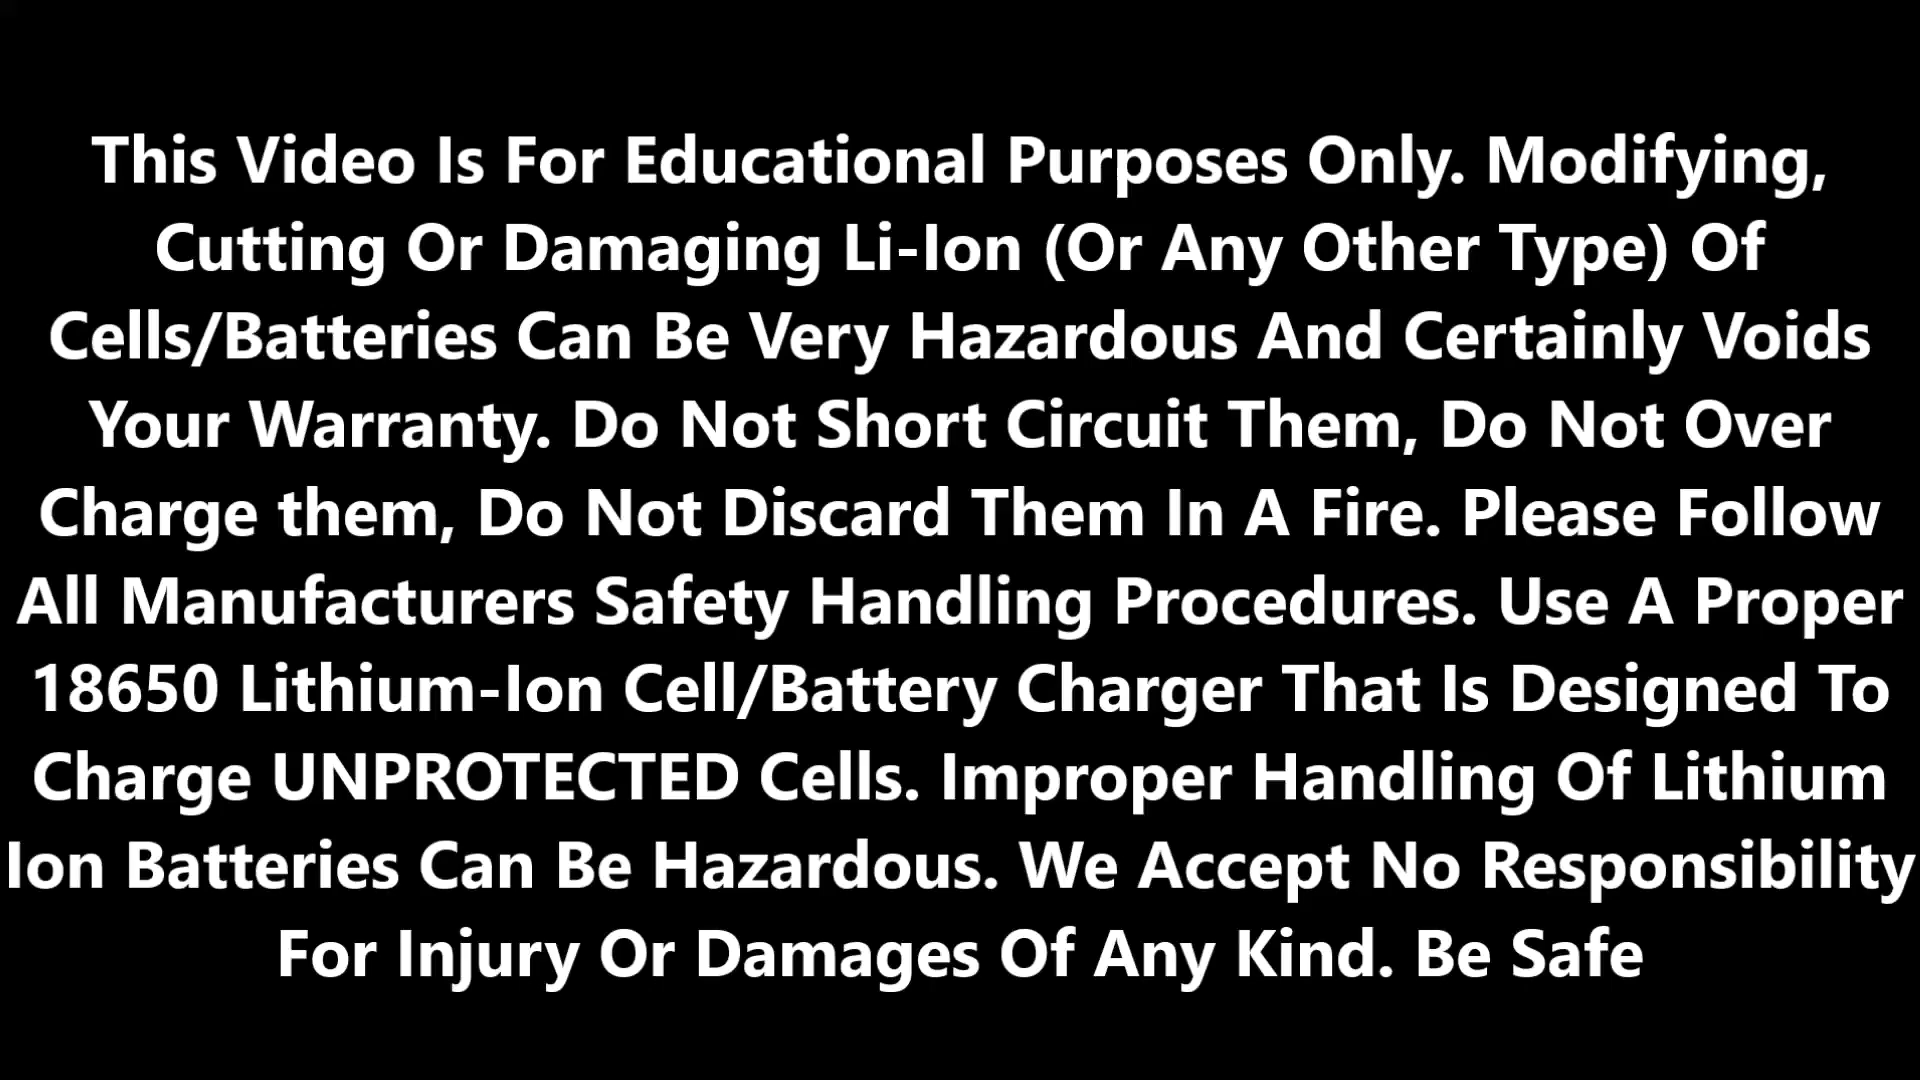 This Video Is For Educational Purposes Only. Modifying,
Cutting Or Damaging Li-Ion (Or Any Other Type) Of
Cells/Batteries Can Be Very Hazardous And Certainly Voids
Your Warranty. Do Not Short Circuit Them, Do Not Over
Charge them, Do Not Discard Them In A Fire. Please Follow
All Manufacturers Safety Handling Procedures. Use A Proper
18650 Lithium-Ion Cell/Battery Charger That Is Designed To
Charge UNPROTECTED Cells. Improper Handling Of Lithium
Ion Batteries Can Be Hazardous. We Accept No Responsibility
For Injury Or Damages Of Any Kind. Be Safe